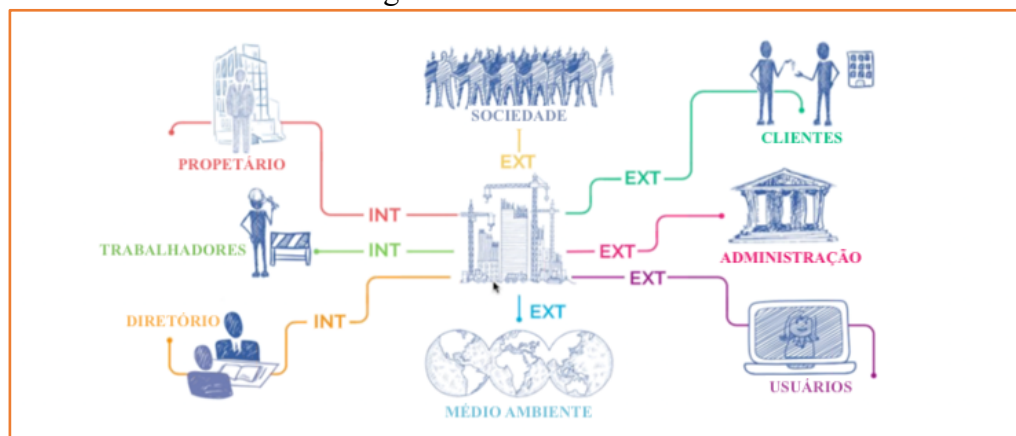 g
SOCIEDADE
CLIENTES
PROPETÁRIO
EXT
EXT
INT
TRABALHADORES
INT
EXT
ADMINISTRAÇÃO
EXT
DIRETÓRIO
INT
EXT
USUÁRIOS
MÉDIO AMBIENTE